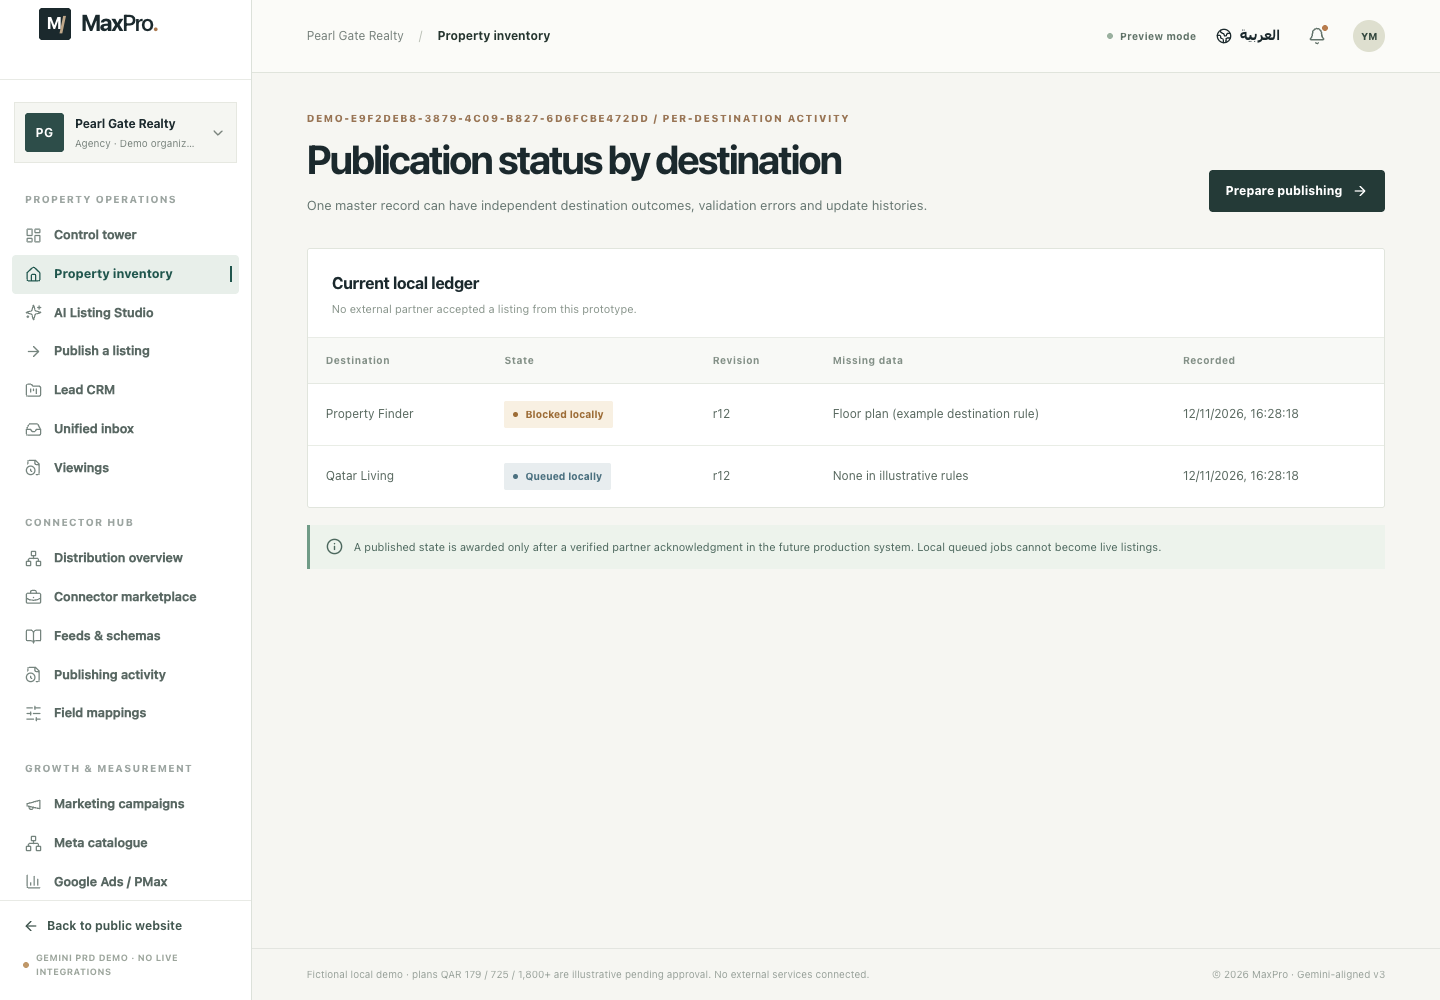 M/ MaxPro.
PG
Pearl Gate Realty
Agency · Demo organiz...
PROPERTY OPERATIONS
Control tower
Property inventory
AI Listing Studio
Publish a listing
Lead CRM
Unified inbox
Viewings
CONNECTOR HUB
Distribution overview
Connector marketplace
Feeds & schemas
Publishing activity
Field mappings
GROWTH & MEASUREMENT
Marketing campaigns
Meta catalogue
Google Ads / PMax
Back to public website
GEMINI PRD DEMO · NO LIVE
INTEGRATIONS
Pearl Gate Realty / Property inventory
Preview mode
العربية
YM
DEMO-E9F2DEB8-3879-4C09-B827-6D6FCBE472DD / PER-DESTINATION ACTIVITY
Publication status by destination
One master record can have independent destination outcomes, validation errors and update histories.
Prepare publishing
Current local ledger
No external partner accepted a listing from this prototype.
Destination State Revision Missing data Recorded
Property Finder Blocked locally r12 Floor plan (example destination rule) 12/11/2026, 16:28:18
Qatar Living Queued locally r12 None in illustrative rules 12/11/2026, 16:28:18
A published state is awarded only after a verified partner acknowledgment in the future production system. Local queued jobs cannot become live listings.
Fictional local demo · plans QAR 179 / 725 / 1,800+ are illustrative pending approval. No external services connected.
© 2026 MaxPro · Gemini-aligned v3